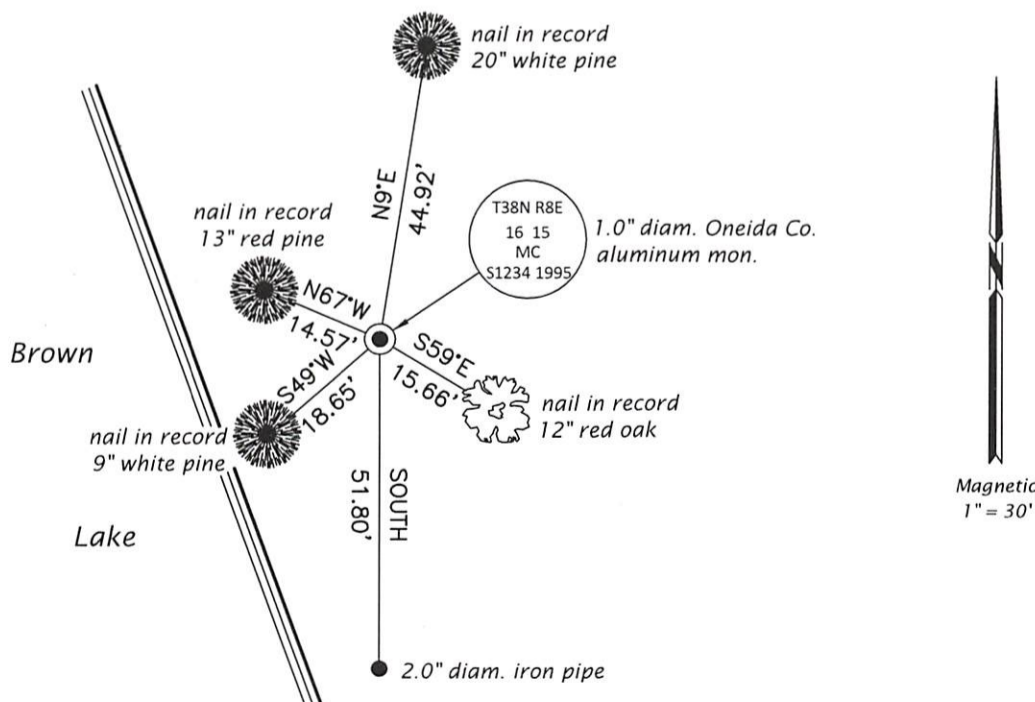 nail in record
20" white pine
N9°E
44.92'
T38N R8E
16 15
MC
S1234 1995
1.0" diam. Oneida Co.
aluminum mon.
nail in record
13" red pine
N67°W
14.57'
S59°E
15.66'
Brown
S49°W
18.65'
nail in record
12" red oak
nail in record
9" white pine
SOUTH
51.80'
N
Magnetic
1" = 30'
Lake
2.0" diam. iron pipe